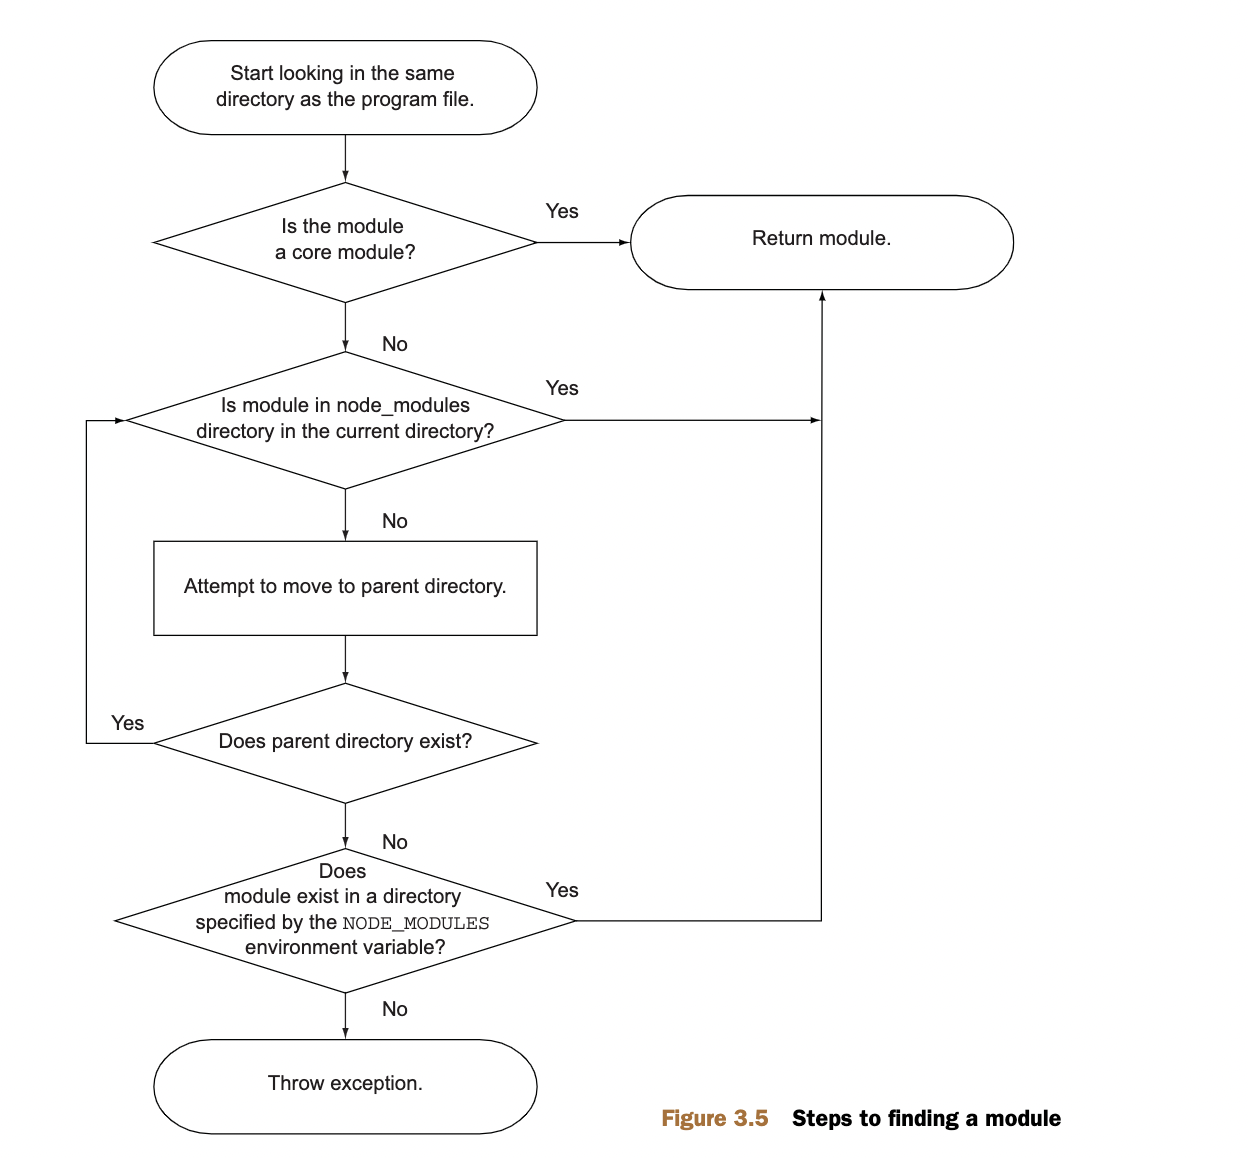 Start looking in the same
directory as the program file.
Is the module
a core module?
Yes
Return module.
No
Is module in node_modules
directory in the current directory?
Yes
No
Attempt to move to parent directory.
Does parent directory exist?
Yes
No
Does
module exist in a directory
specified by the NODE_MODULES
environment variable?
Yes
No
Throw exception.
Figure 3.5 Steps to finding a module